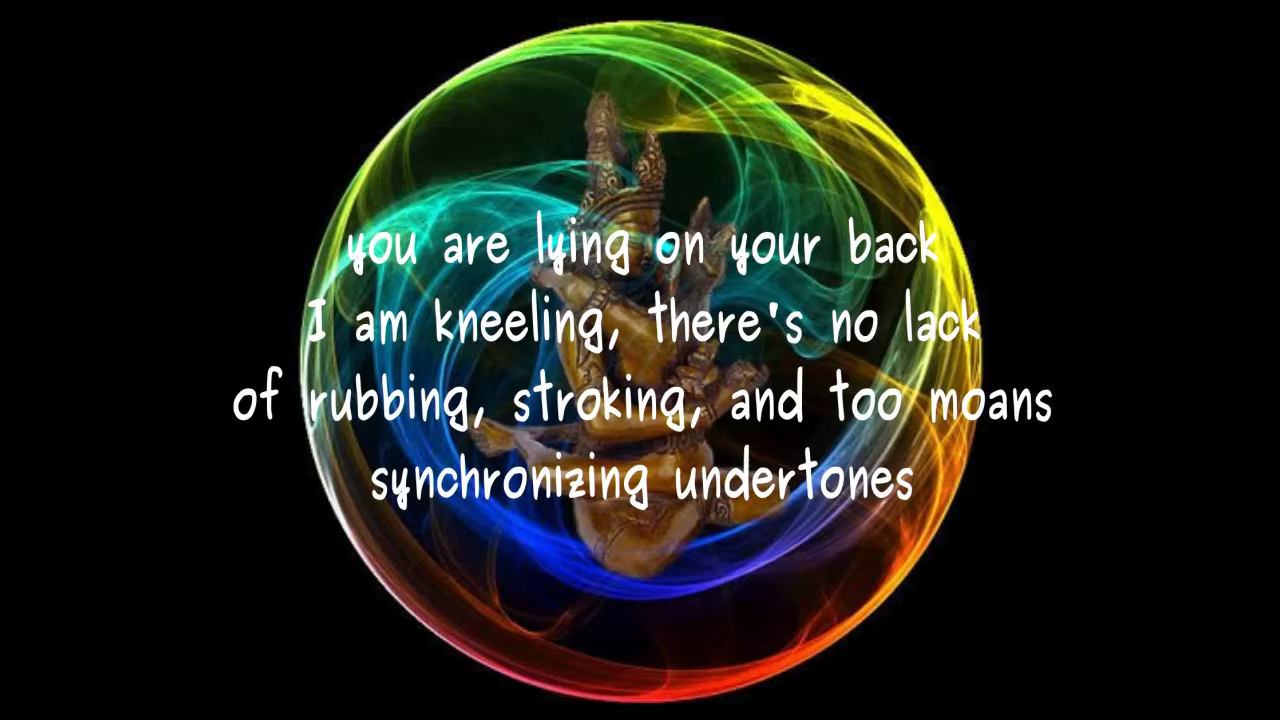 you are lying on your back
I am kneeling, there's no lack
of rubbing, stroking, and too moans
synchronizing undertones